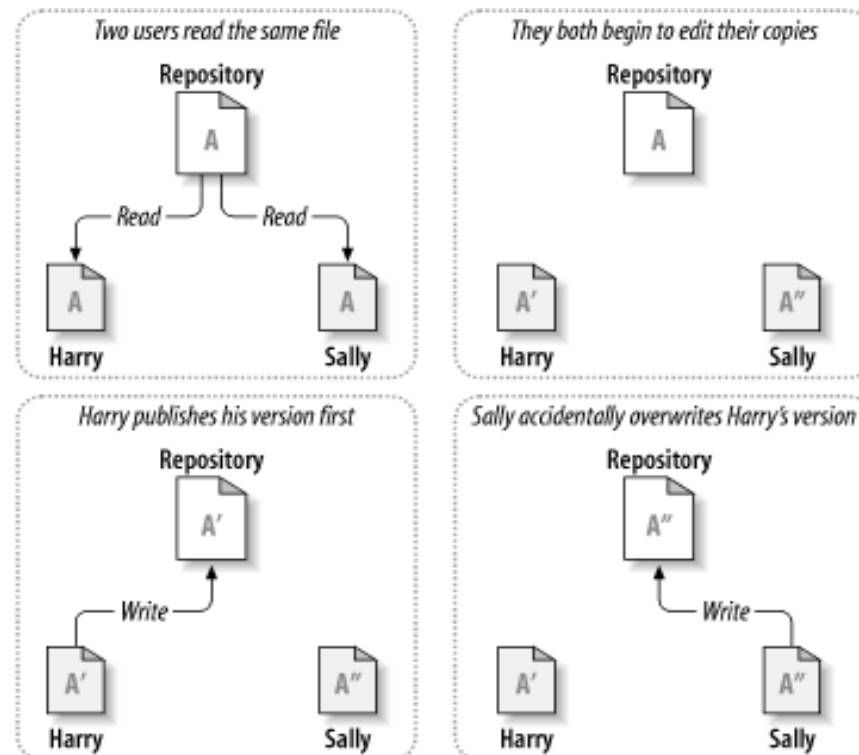 Two users read the same file
Repository
A
Read
Read
A
A
Harry
Sally
They both begin to edit their copies
Repository
A
A′
A″
Harry
Sally
Harry publishes his version first
Repository
A′
Write
A′
A″
Harry
Sally
Sally accidentally overwrites Harry’s version
Repository
A″
Write
A′
A″
Harry
Sally